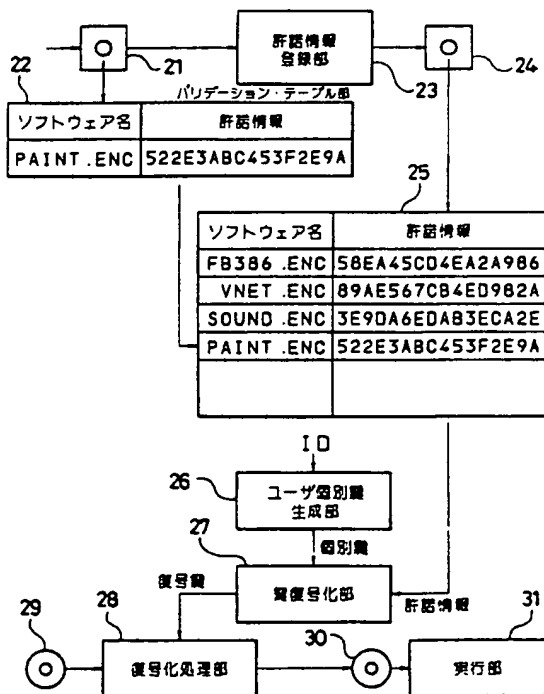 21
許諾情報
登録部
23
24
22
バリデーション・テーブル部
ソフトウェア名 許諾情報
PAINT.ENC 522E3ABC453F2E9A
25
ソフトウェア名 許諾情報
FB386.ENC 58EA45CD4EA2A986
VNET.ENC 89AE567CB4ED982A
SOUND.ENC 3E9DA6EDAB3ECA2E
PAINT.ENC 522E3ABC453F2E9A
ID
26
ユーザ個別鍵
生成部
個別鍵
27
鍵復号化部
復号鍵
許諾情報
29
28
復号化処理部
30
31
実行部